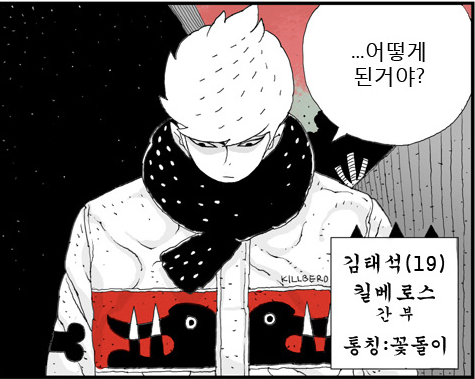 ...어떻게
된거야?
KILLBERO
김태석(19)
킬베로스
간부
통칭:꽃돌이